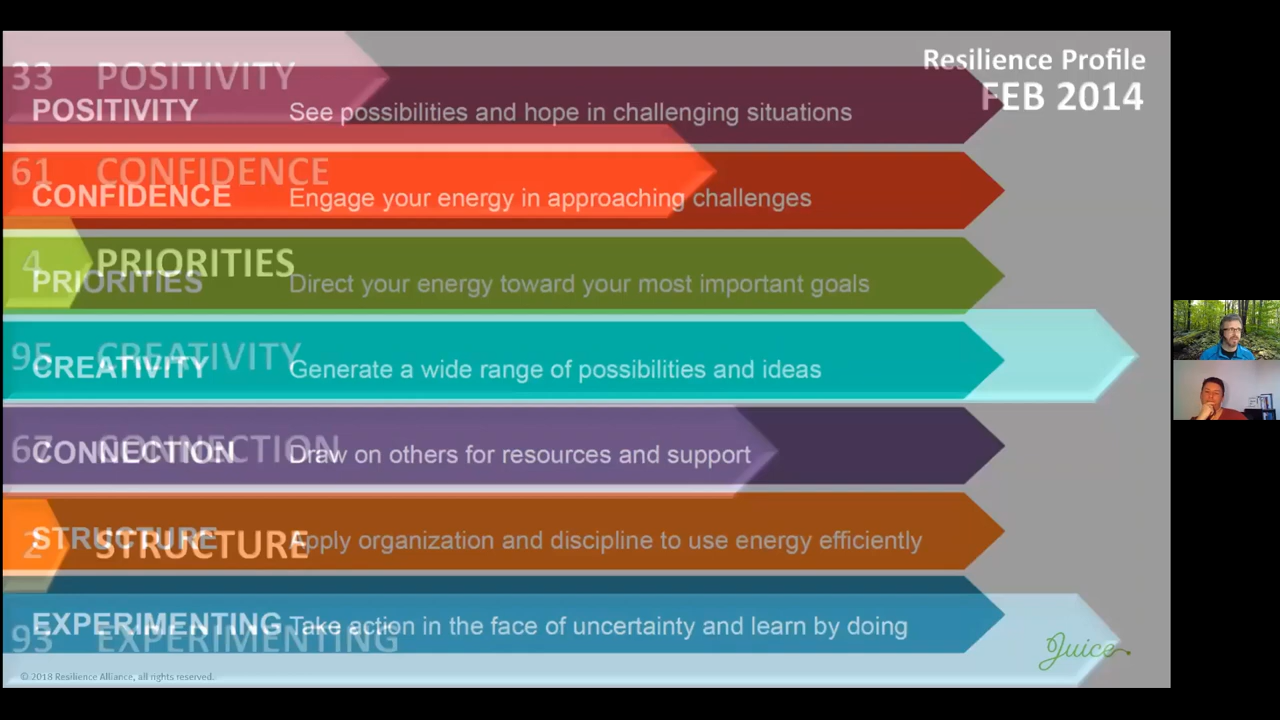 Resilience Profile
FEB 2014
33 POSITIVITY
POSITIVITY See possibilities and hope in challenging situations
61 CONFIDENCE
CONFIDENCE Engage your energy in approaching challenges
4 PRIORITIES
PRIORITIES Direct your energy toward your most important goals
95 CREATIVITY
CREATIVITY Generate a wide range of possibilities and ideas
67 CONNECTION
CONNECTION Draw on others for resources and support
STRUCTURE Apply organization and discipline to use energy efficiently
2 STRUCTURE
EXPERIMENTING Take action in the face of uncertainty and learn by doing
93 EXPERIMENTING
Juice
© 2018 Resilience Alliance, all rights reserved.